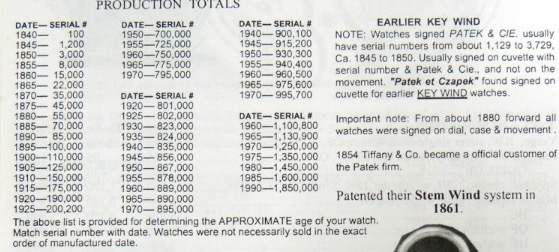 PRODUCTION TOTALS
DATE— SERIAL #
1840— 100
1845— 1,200
1850— 3,000
1855— 8,000
1860— 15,000
1865— 22,000
1870— 35,000
1875— 45,000
1880— 55,000
1885— 70,000
1890— 85,000
1895—100,000
1900—110,000
1905—125,000
1910—150,000
1915—175,000
1920—190,000
1925—200,200
DATE— SERIAL #
1950—700,000
1955—725,000
1960—750,000
1965—775,000
1970—795,000
DATE— SERIAL #
1920— 801,000
1925— 802,000
1930— 823,000
1935— 824,000
1940— 835,000
1945— 856,000
1950— 867,000
1955— 878,000
1960— 889,000
1965— 890,000
1970— 895,000
DATE— SERIAL #
1940— 900,100
1945— 915,200
1950— 930,300
1955— 940,400
1960— 960,500
1965— 975,600
1970— 995,700
DATE— SERIAL #
1960—1,100,800
1965—1,130,900
1970—1,250,000
1975—1,350,000
1980—1,450,000
1985—1,600,000
1990—1,850,000
The above list is provided for determining the APPROXIMATE age of your watch.
Match serial number with date. Watches were not necessarily sold in the exact
order of manufactured date.
EARLIER KEY WIND
NOTE: Watches signed PATEK & CIE. usually
have serial numbers from about 1,129 to 3,729,
Ca. 1845 to 1850. Usually signed on cuvette with
serial number & Patek & Cie., and not on the
movement. "Patek et Czapek" found signed on
cuvette for earlier KEY WIND watches.
Important note: From about 1880 forward all
watches were signed on dial, case & movement .
1854 Tiffany & Co. became a official customer of
the Patek firm.
Patented their Stem Wind system in
1861.